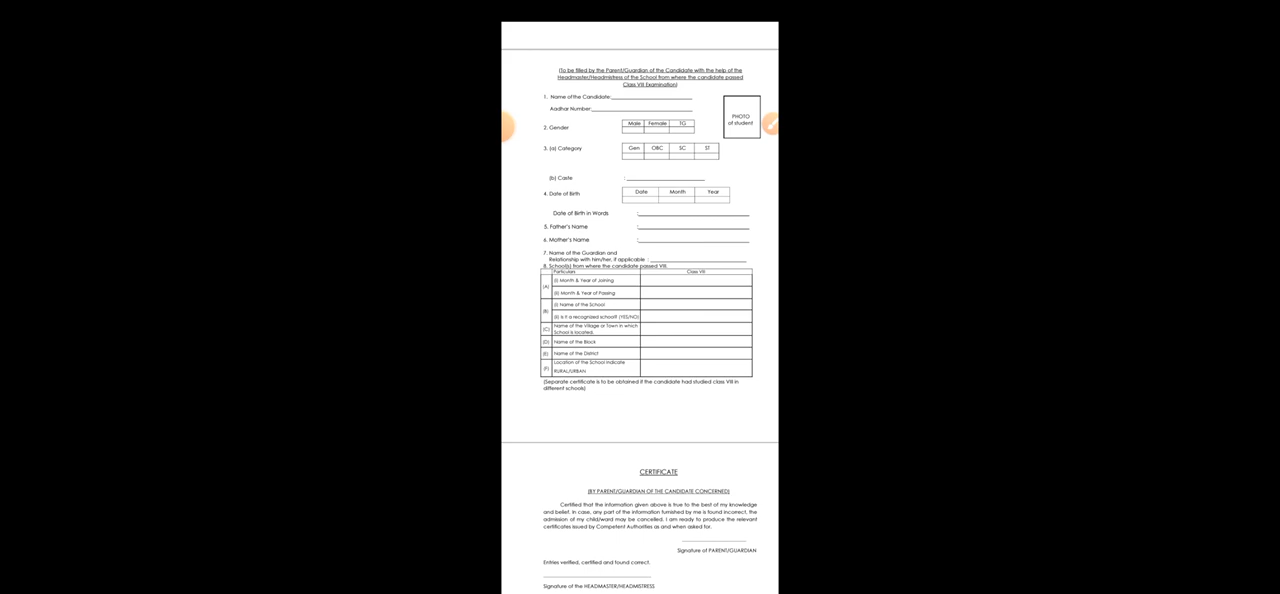 (To be filled by the Parent/Guardian of the Candidate with the help of the
Headmaster/Headmistress of the School from where the candidate passed
Class VIII Examination)
1. Name of the Candidate:
Aadhar Number:
PHOTO
of student
2. Gender
Male Female TG
3. (a) Category
Gen OBC SC ST
(b) Caste :
4. Date of Birth
Date Month Year
Date of Birth in Words :
5. Father's Name :
6. Mother's Name :
7. Name of the Guardian and
Relationship with him/her, if applicable :
8. School(s) from where the candidate passed VIII.
Particulars Class VIII
(A) (i) Month & Year of Joining
(ii) Month & Year of Passing
(B) (i) Name of the School
(ii) Is it a recognized school? (YES/NO)
(C) Name of the Village or Town in which
School is located.
(D) Name of the Block
(E) Name of the District
(F) Location of the School Indicate
RURAL/URBAN
(Separate certificate is to be obtained if the candidate had studied class VIII in
different schools)
CERTIFICATE
(BY PARENT/GUARDIAN OF THE CANDIDATE CONCERNED)
Certified that the information given above is true to the best of my knowledge
and belief. In case, any part of the information furnished by me is found incorrect, the
admission of my child/ward may be cancelled. I am ready to produce the relevant
certificates issued by Competent Authorities as and when asked for.
Signature of PARENT/GUARDIAN
Entries verified, certified and found correct.
Signature of the HEADMASTER/HEADMISTRESS